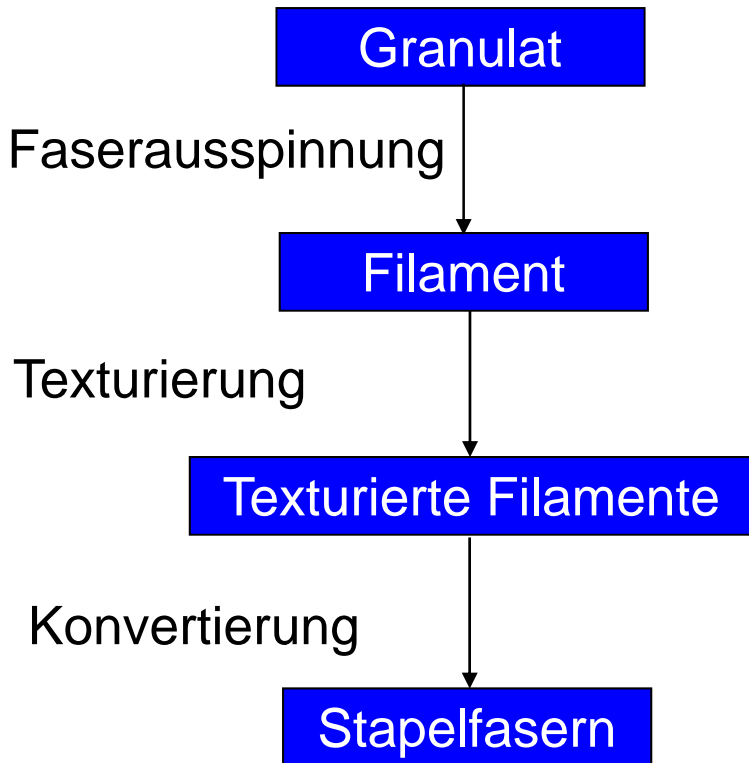 Granulat
Faserausspinnung
Filament
Texturierung
Texturierte Filamente
Konvertierung
Stapelfasern